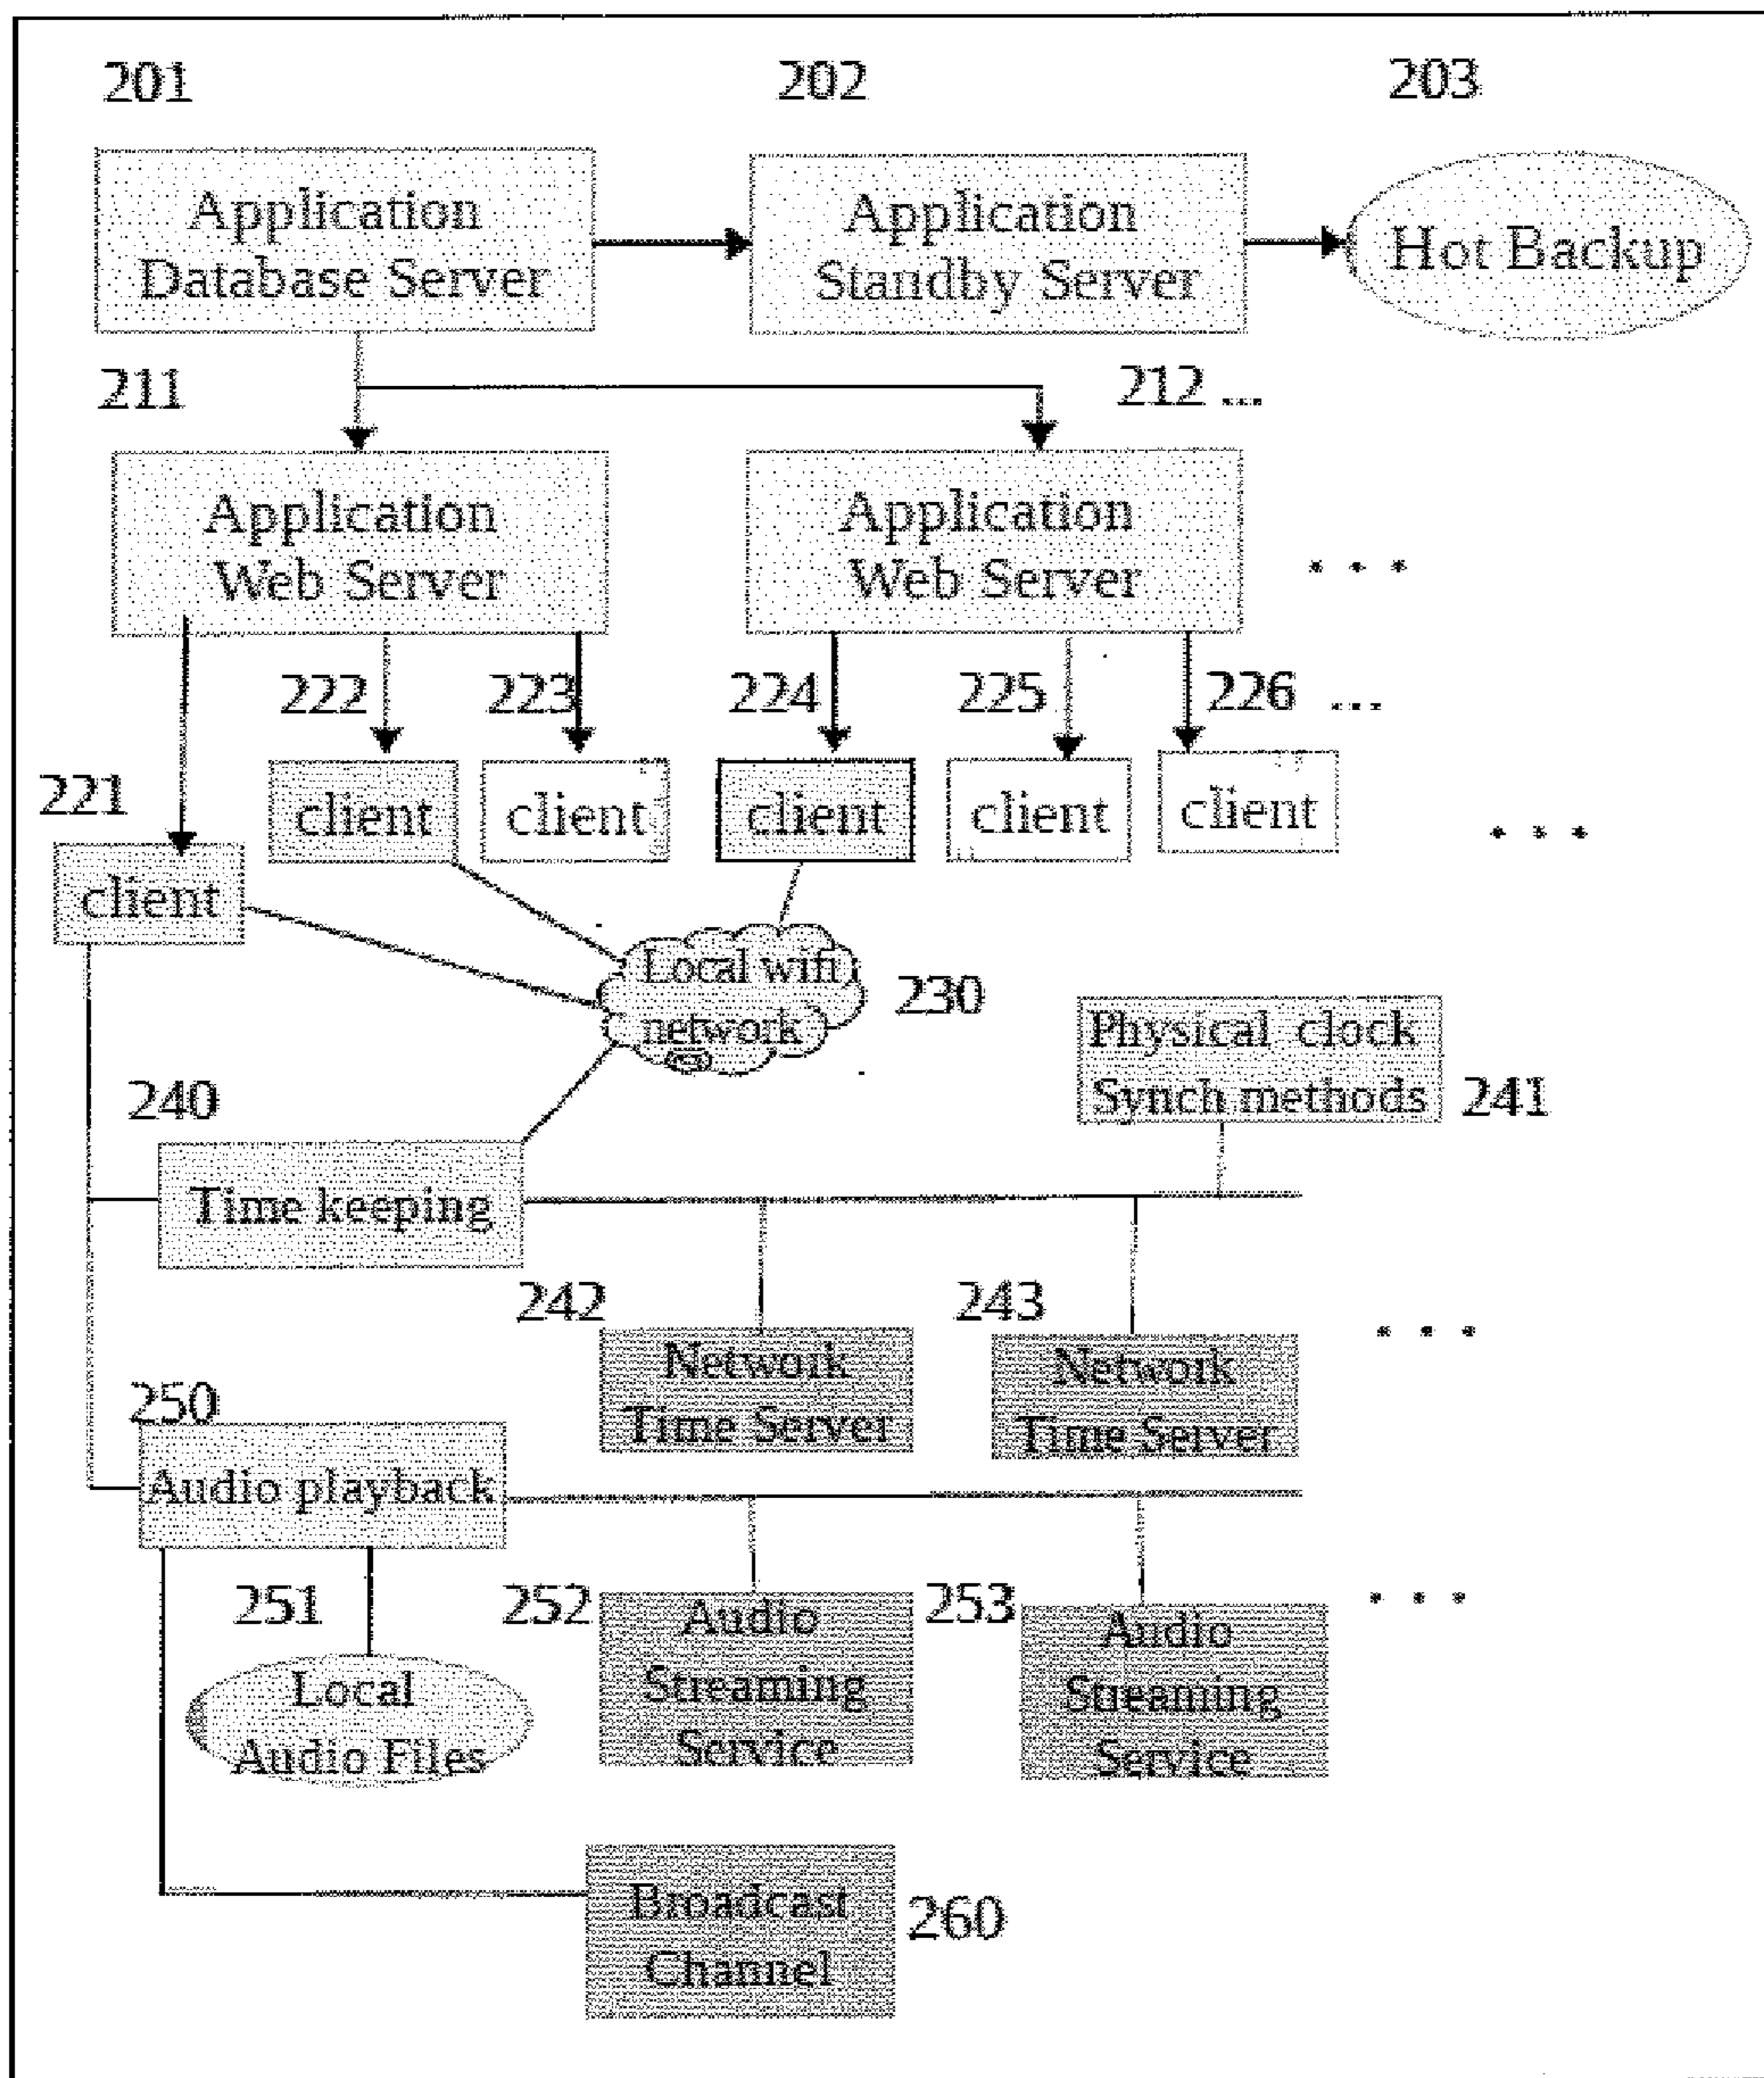 201
202
203
Application
Database Server
Application
Standby Server
Hot Backup
211
212 ...
Application
Web Server
Application
Web Server
. . .
222
223
224
225
226 ...
221
client
client
client
client
client
client
. . .
Local wifi
network
230
Physical clock
Synch methods
241
240
Time keeping
242
243
. . .
Network
Time Server
Network
Time Server
250
Audio playback
251
252
253
. . .
Local
Audio Files
Audio
Streaming
Service
Audio
Streaming
Service
Broadcast
Channel
260